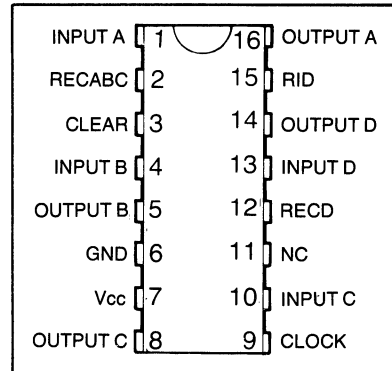 INPUT A 1 16 OUTPUT A
RECABC 2 15 RID
CLEAR 3 14 OUTPUT D
INPUT B 4 13 INPUT D
OUTPUT B 5 12 RECD
GND 6 11 NC
Vcc 7 10 INPUT C
OUTPUT C 8 9 CLOCK